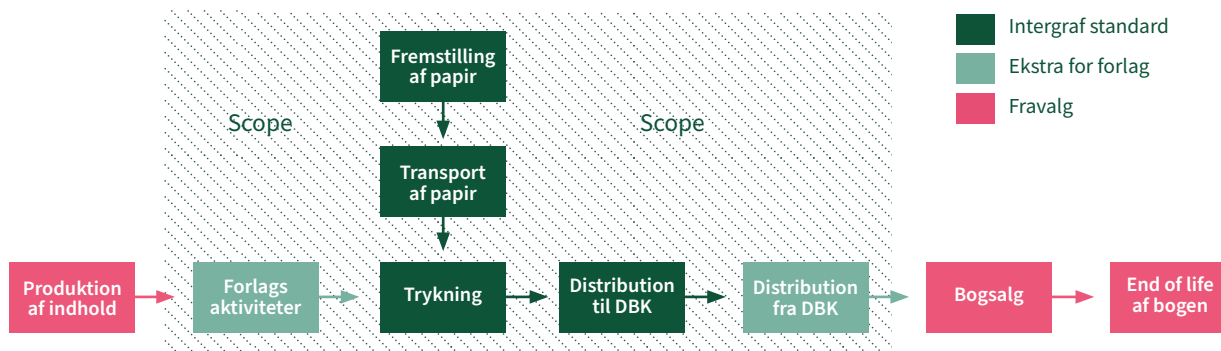 Intergraf standard
Ekstra for forlag
Fravalg
Scope
Scope
Fremstilling
af papir
Transport
af papir
Produktion
af indhold
Forlags
aktiviteter
Trykning
Distribution
til DBK
Distribution
fra DBK
Bogsalg
End of life
af bogen